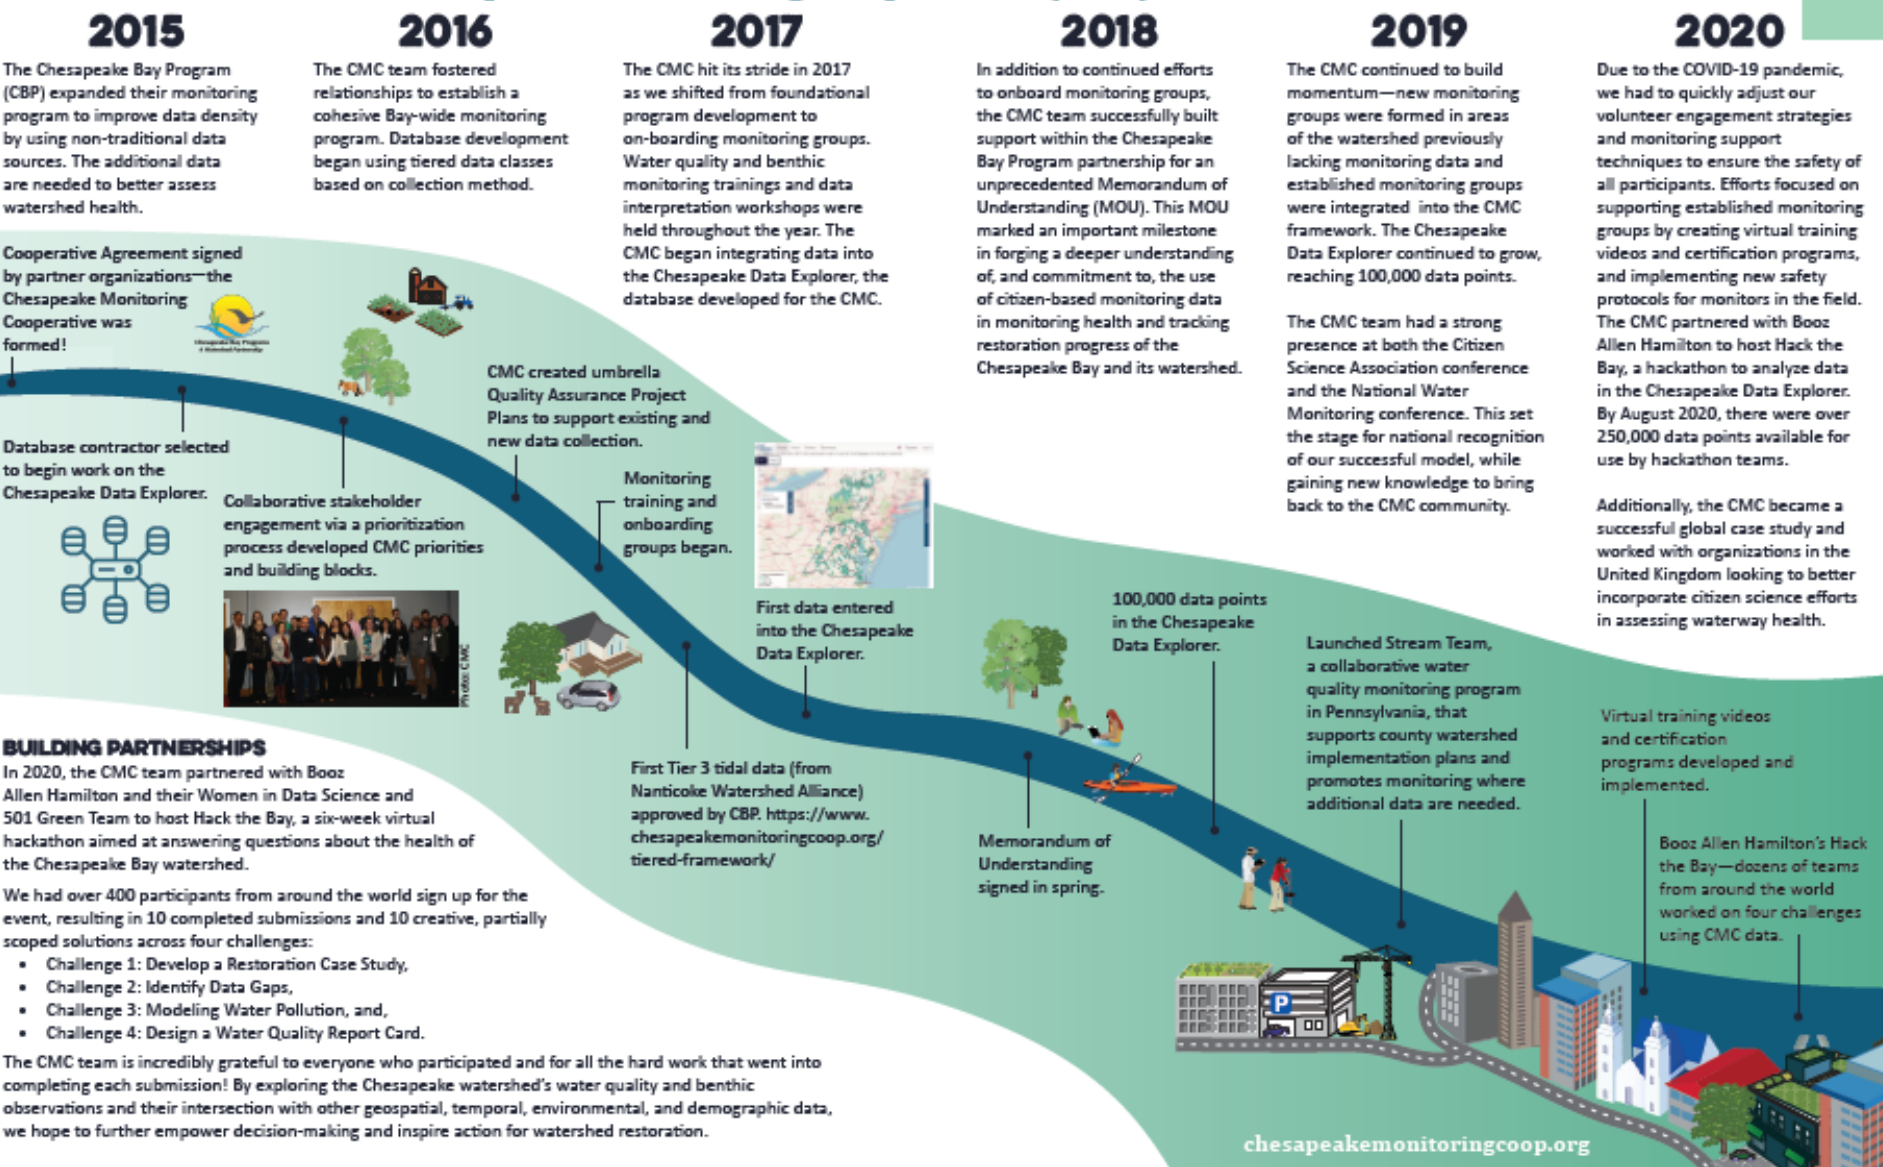 2015
The Chesapeake Bay Program
(CBP) expanded their monitoring
program to improve data density
by using non-traditional data
sources. The additional data
are needed to better assess
watershed health.
2016
The CMC team fostered
relationships to establish a
cohesive Bay-wide monitoring
program. Database development
began using tiered data classes
based on collection method.
2017
The CMC hit its stride in 2017
as we shifted from foundational
program development to
on-boarding monitoring groups.
Water quality and benthic
monitoring trainings and data
interpretation workshops were
held throughout the year. The
CMC began integrating data into
the Chesapeake Data Explorer, the
database developed for the CMC.
2018
In addition to continued efforts
to onboard monitoring groups,
the CMC team successfully built
support within the Chesapeake
Bay Program partnership for an
unprecedented Memorandum of
Understanding (MOU). This MOU
marked an important milestone
in forging a deeper understanding
of, and commitment to, the use
of citizen-based monitoring data
in monitoring health and tracking
restoration progress of the
Chesapeake Bay and its watershed.
2019
The CMC continued to build
momentum—new monitoring
groups were formed in areas
of the watershed previously
lacking monitoring data and
established monitoring groups
were integrated into the CMC
framework. The Chesapeake
Data Explorer continued to grow,
reaching 100,000 data points.
The CMC team had a strong
presence at both the Citizen
Science Association conference
and the National Water
Monitoring conference. This set
the stage for national recognition
of our successful model, while
gaining new knowledge to bring
back to the CMC community.
2020
Due to the COVID-19 pandemic,
we had to quickly adjust our
volunteer engagement strategies
and monitoring support
techniques to ensure the safety of
all participants. Efforts focused on
supporting established monitoring
groups by creating virtual training
videos and certification programs,
and implementing new safety
protocols for monitors in the field.
The CMC partnered with Booz
Allen Hamilton to host Hack the
Bay, a hackathon to analyze data
in the Chesapeake Data Explorer.
By August 2020, there were over
250,000 data points available for
use by hackathon teams.
Additionally, the CMC became a
successful global case study and
worked with organizations in the
United Kingdom looking to better
incorporate citizen science efforts
in assessing waterway health.
Cooperative Agreement signed
by partner organizations—the
Chesapeake Monitoring
Cooperative was
formed!
Chesapeake Bay Program
Database contractor selected
to begin work on the
Chesapeake Data Explorer.
Collaborative stakeholder
engagement via a prioritization
process developed CMC priorities
and building blocks.
Photo: CMC
CMC created umbrella
Quality Assurance Project
Plans to support existing and
new data collection.
Monitoring
training and
onboarding
groups began.
First Tier 3 tidal data (from
Nanticoke Watershed Alliance)
approved by CBP. https://www.
chesapeakemonitoringcoop.org/
tiered-framework/
First data entered
into the Chesapeake
Data Explorer.
Memorandum of
Understanding
signed in spring.
100,000 data points
in the Chesapeake
Data Explorer.
Launched Stream Team,
a collaborative water
quality monitoring program
in Pennsylvania, that
supports county watershed
implementation plans and
promotes monitoring where
additional data are needed.
Virtual training videos
and certification
programs developed and
implemented.
Booz Allen Hamilton's Hack
the Bay—dozens of teams
from around the world
worked on four challenges
using CMC data.
P
BUILDING PARTNERSHIPS
In 2020, the CMC team partnered with Booz
Allen Hamilton and their Women in Data Science and
501 Green Team to host Hack the Bay, a six-week virtual
hackathon aimed at answering questions about the health of
the Chesapeake Bay watershed.
We had over 400 participants from around the world sign up for the
event, resulting in 10 completed submissions and 10 creative, partially
scoped solutions across four challenges:
• Challenge 1: Develop a Restoration Case Study,
• Challenge 2: Identify Data Gaps,
• Challenge 3: Modeling Water Pollution, and,
• Challenge 4: Design a Water Quality Report Card.
The CMC team is incredibly grateful to everyone who participated and for all the hard work that went into
completing each submission! By exploring the Chesapeake watershed's water quality and benthic
observations and their intersection with other geospatial, temporal, environmental, and demographic data,
we hope to further empower decision-making and inspire action for watershed restoration.
chesapeakemonitoringcoop.org